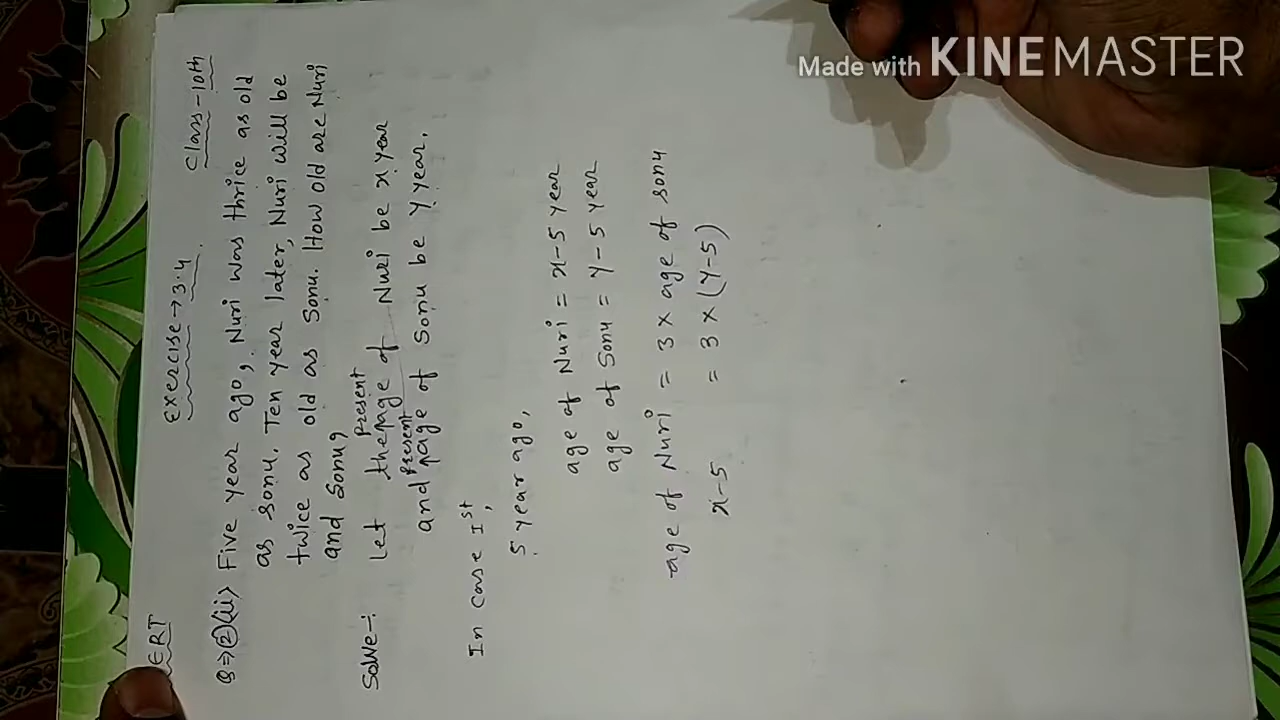 ERT
Exercise → 3.4.
Class-10th
Q⇒②(ii)> Five year ago, Nuri was thrice as old
as sonu. Ten year later, Nuri will be
twice as old as Sonu. How old are Nuri
and Sonu?
Solve-: Let the present age of Nuri be x year
and present age of Sonu be y year.
In case Ist,
5 year ago,
age of Nuri = x-5 year
age of Sonu = y-5 year
age of Nuri = 3 x age of sonu
x-5 = 3 x (y-5)
Made with KINEMASTER